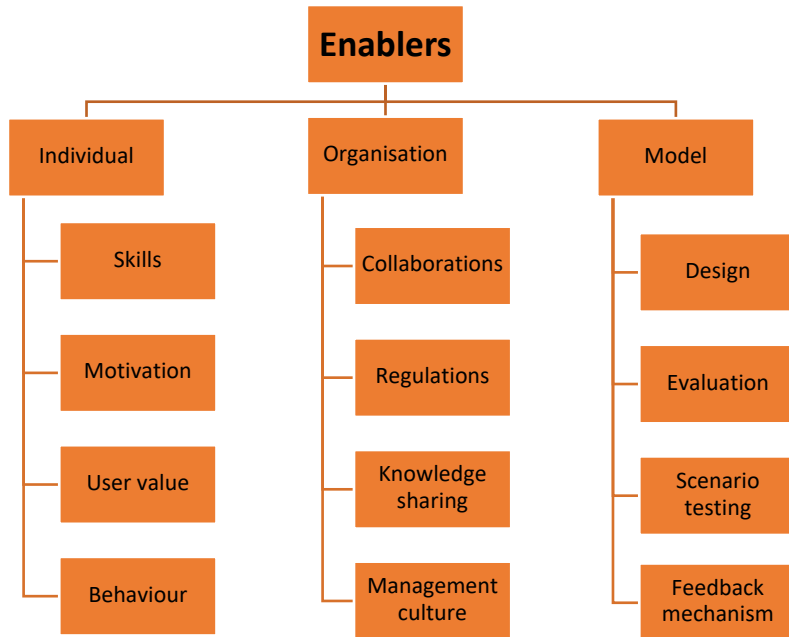 Enablers
Individual
Skills
Motivation
User value
Behaviour
Organisation
Collaborations
Regulations
Knowledge
sharing
Management
culture
Model
Design
Evaluation
Scenario
testing
Feedback
mechanism